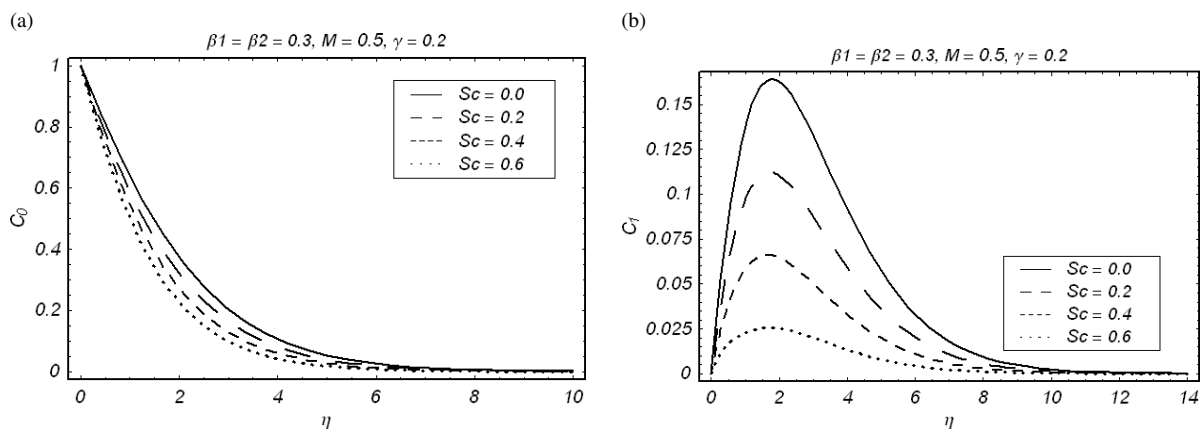 (a)
β1 = β2 = 0.3, M = 0.5, γ = 0.2
1
0.8
0.6
0.4
0.2
0
C0
0 2 4 6 8 10
η
Sc = 0.0
Sc = 0.2
Sc = 0.4
Sc = 0.6
(b)
β1 = β2 = 0.3, M = 0.5, γ = 0.2
0.15
0.125
0.1
0.075
0.05
0.025
0
C1
0 2 4 6 8 10 12 14
η
Sc = 0.0
Sc = 0.2
Sc = 0.4
Sc = 0.6